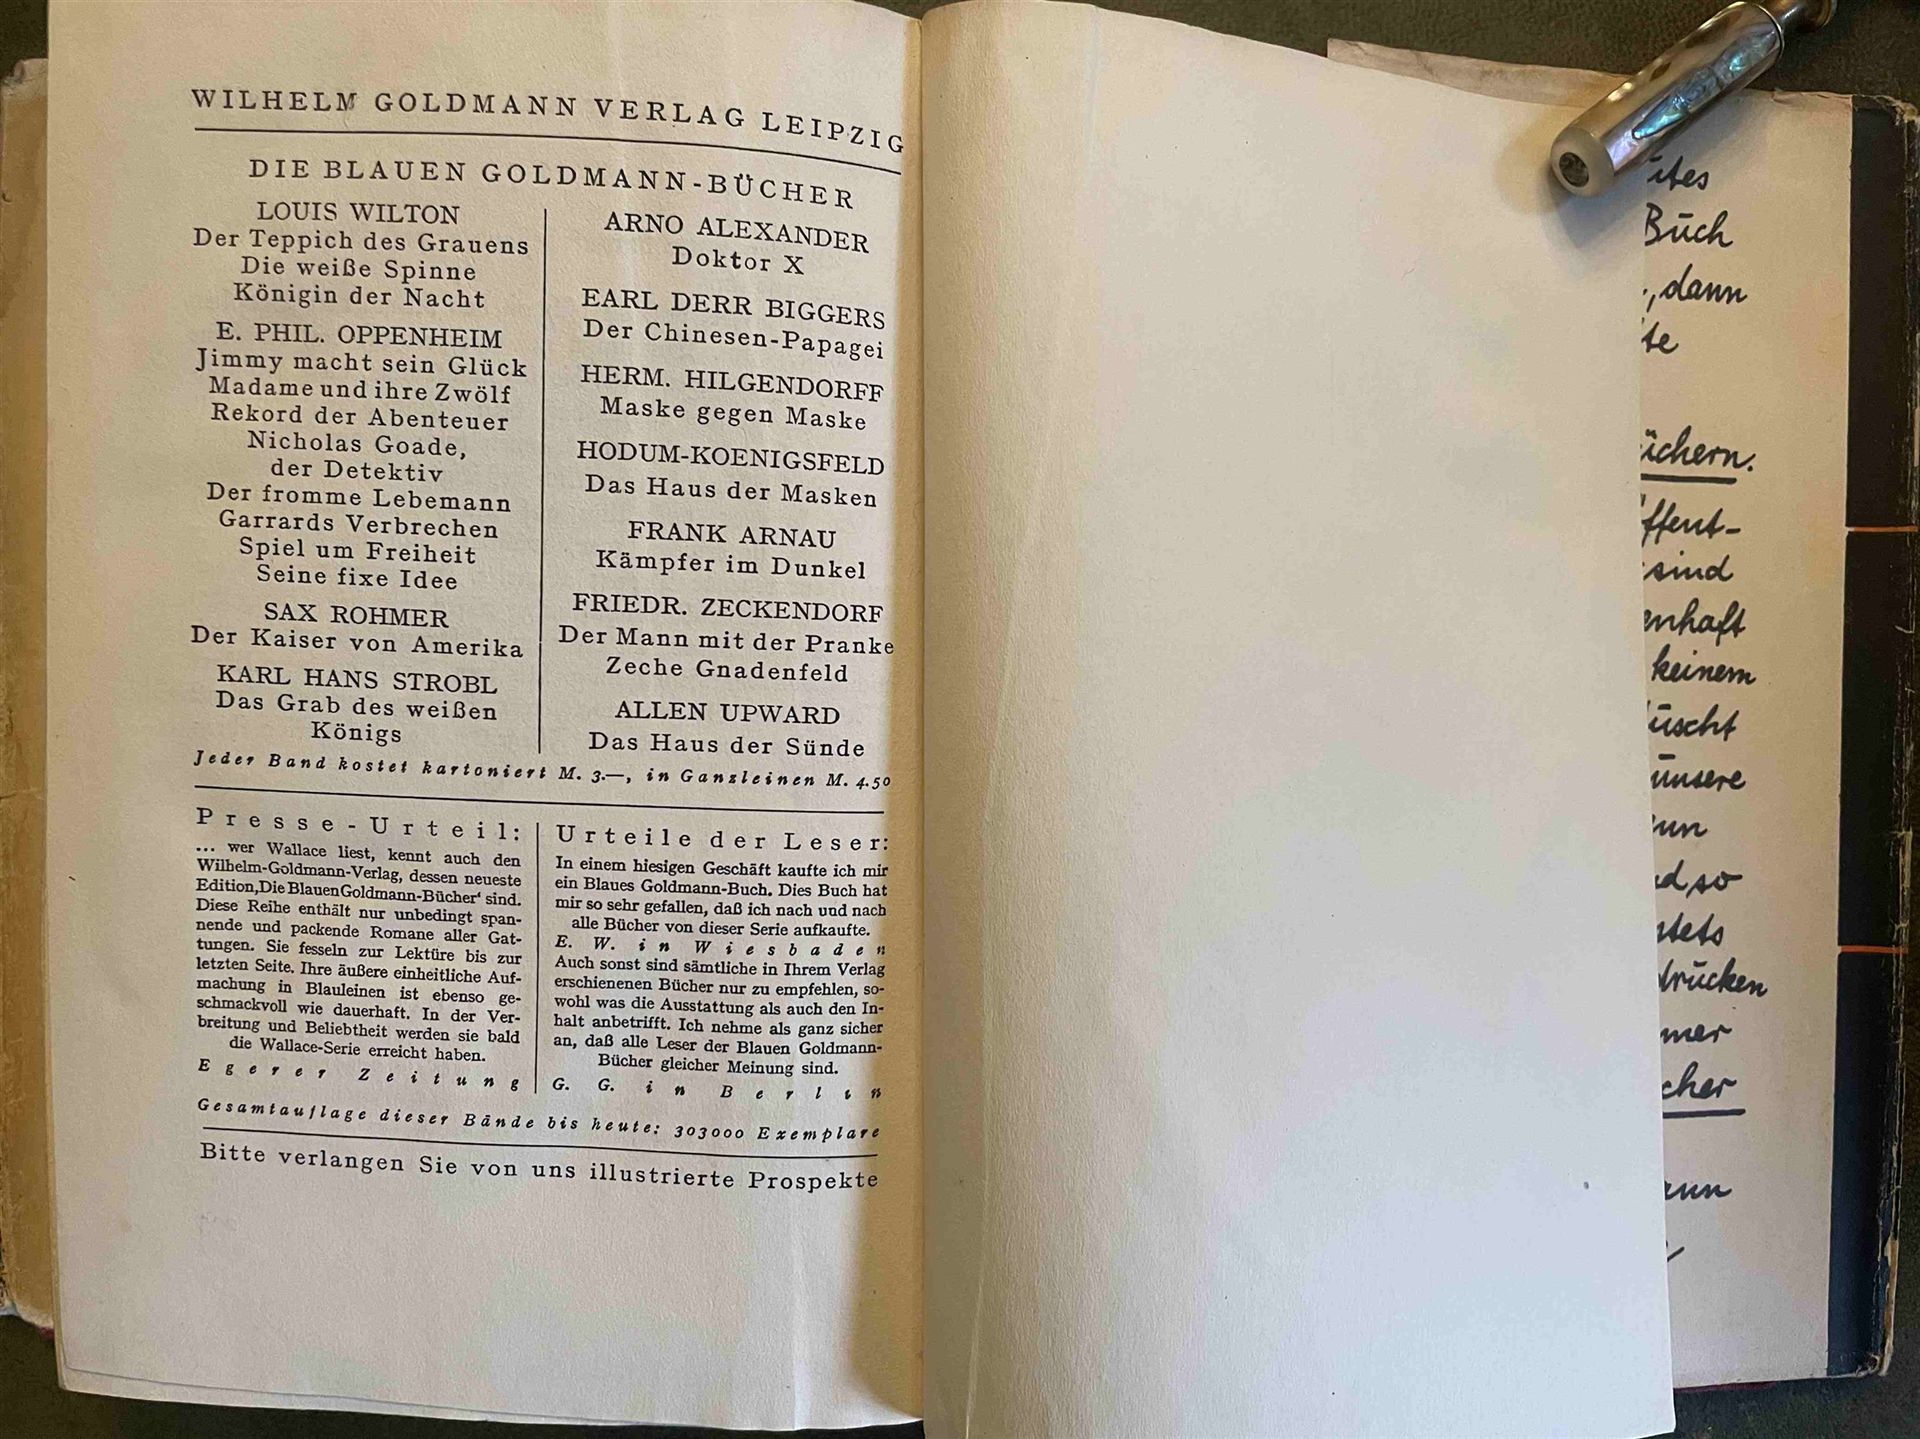 WILHELM GOLDMANN VERLAG LEIPZIG
DIE BLAUEN GOLDMANN-BÜCHER
LOUIS WILTON
Der Teppich des Grauens
Die weiße Spinne
Königin der Nacht
E. PHIL. OPPENHEIM
Jimmy macht sein Glück
Madame und ihre Zwölf
Rekord der Abenteuer
Nicholas Goade,
der Detektiv
Der fromme Lebemann
Garrards Verbrechen
Spiel um Freiheit
Seine fixe Idee
SAX ROHMER
Der Kaiser von Amerika
KARL HANS STROBL
Das Grab des weißen
Königs
ARNO ALEXANDER
Doktor X
EARL DERR BIGGERS
Der Chinesen-Papagei
HERM. HILGENDORFF
Maske gegen Maske
HODUM-KOENIGSFELD
Das Haus der Masken
FRANK ARNAU
Kämpfer im Dunkel
FRIEDR. ZECKENDORF
Der Mann mit der Pranke
Zeche Gnadenfeld
ALLEN UPWARD
Das Haus der Sünde
Jeder Band kostet kartoniert M. 3.—, in Ganzleinen M. 4.50
Presse-Urteil:
... wer Wallace liest, kennt auch den
Wilhelm-Goldmann-Verlag, dessen neueste
Edition‚Die Blauen Goldmann-Bücher‘ sind.
Diese Reihe enthält nur unbedingt span-
nende und packende Romane aller Gat-
tungen. Sie fesseln zur Lektüre bis zur
letzten Seite. Ihre äußere einheitliche Auf-
machung in Blauleinen ist ebenso ge-
schmackvoll wie dauerhaft. In der Ver-
breitung und Beliebtheit werden sie bald
die Wallace-Serie erreicht haben.
Egerer Zeitung
Urteile der Leser:
In einem hiesigen Geschäft kaufte ich mir
ein Blaues Goldmann-Buch. Dies Buch hat
mir so sehr gefallen, daß ich nach und nach
alle Bücher von dieser Serie aufkaufte.
E. W. in Wiesbaden
Auch sonst sind sämtliche in Ihrem Verlag
erschienenen Bücher nur zu empfehlen, so-
wohl was die Ausstattung als auch den In-
halt anbetrifft. Ich nehme als ganz sicher
an, daß alle Leser der Blauen Goldmann-
Bücher gleicher Meinung sind.
G. G. in Berlin
Gesamtauflage dieser Bände bis heute: 303000 Exemplare
Bitte verlangen Sie von uns illustrierte Prospekte
ites
Buch
., dann
te
üchern.
ffent-
sind
enhaft
keinem
uscht
unsere
un
d, so
stets
drücken
mer
cher
ann